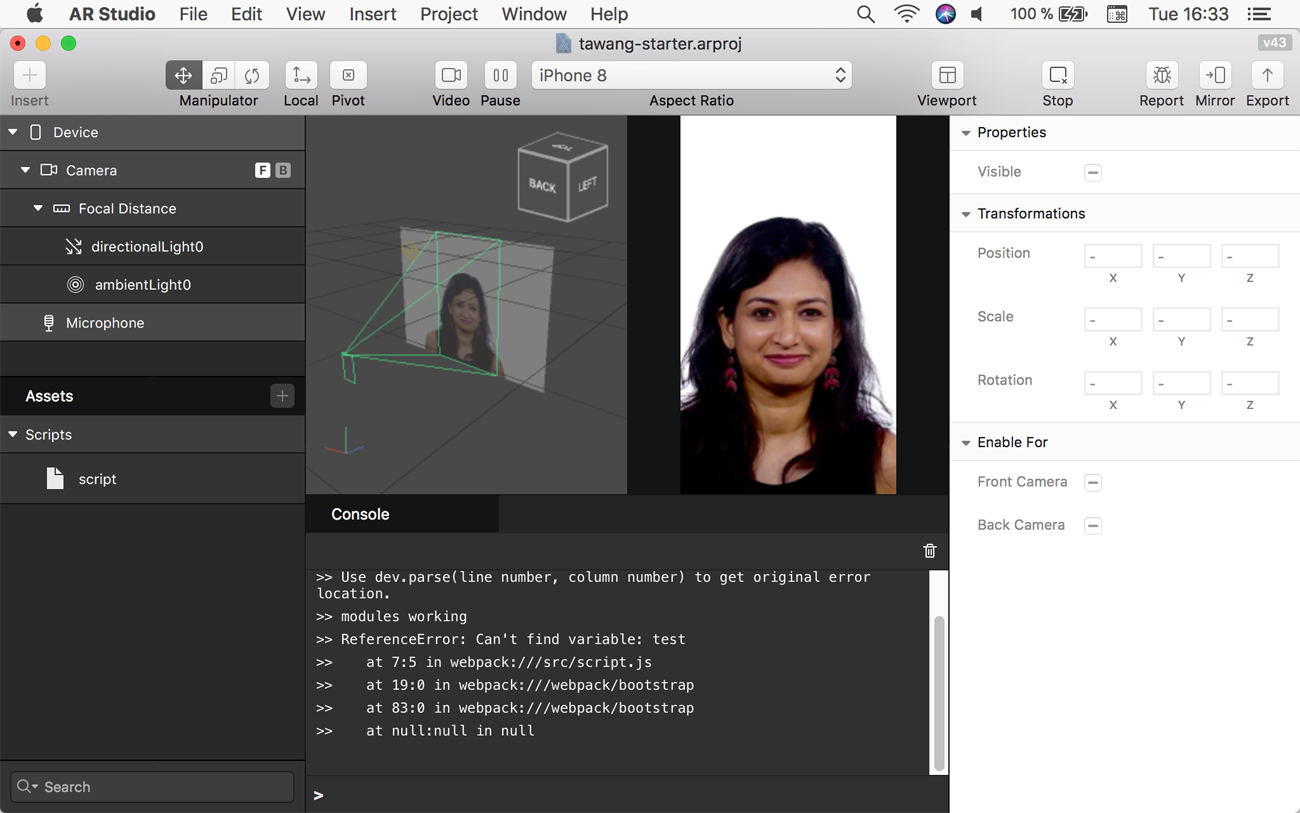 AR Studio File Edit View Insert Project Window Help 100 % Tue 16:33
tawang-starter.arproj v43
iPhone 8
Insert Manipulator Local Pivot Video Pause Aspect Ratio Viewport Stop Report Mirror Export
Device
Camera F B
Focal Distance
directionalLight0
ambientLight0
Microphone
Assets
Scripts
script
Search
TOP
BACK LEFT
Console
>> Use dev.parse(line number, column number) to get original error
location.
>> modules working
>> ReferenceError: Can't find variable: test
>> at 7:5 in webpack:///src/script.js
>> at 19:0 in webpack:///webpack/bootstrap
>> at 83:0 in webpack:///webpack/bootstrap
>> at null:null in null
>
Properties
Visible
Transformations
Position - - -
X Y Z
Scale - - -
X Y Z
Rotation - - -
X Y Z
Enable For
Front Camera
Back Camera